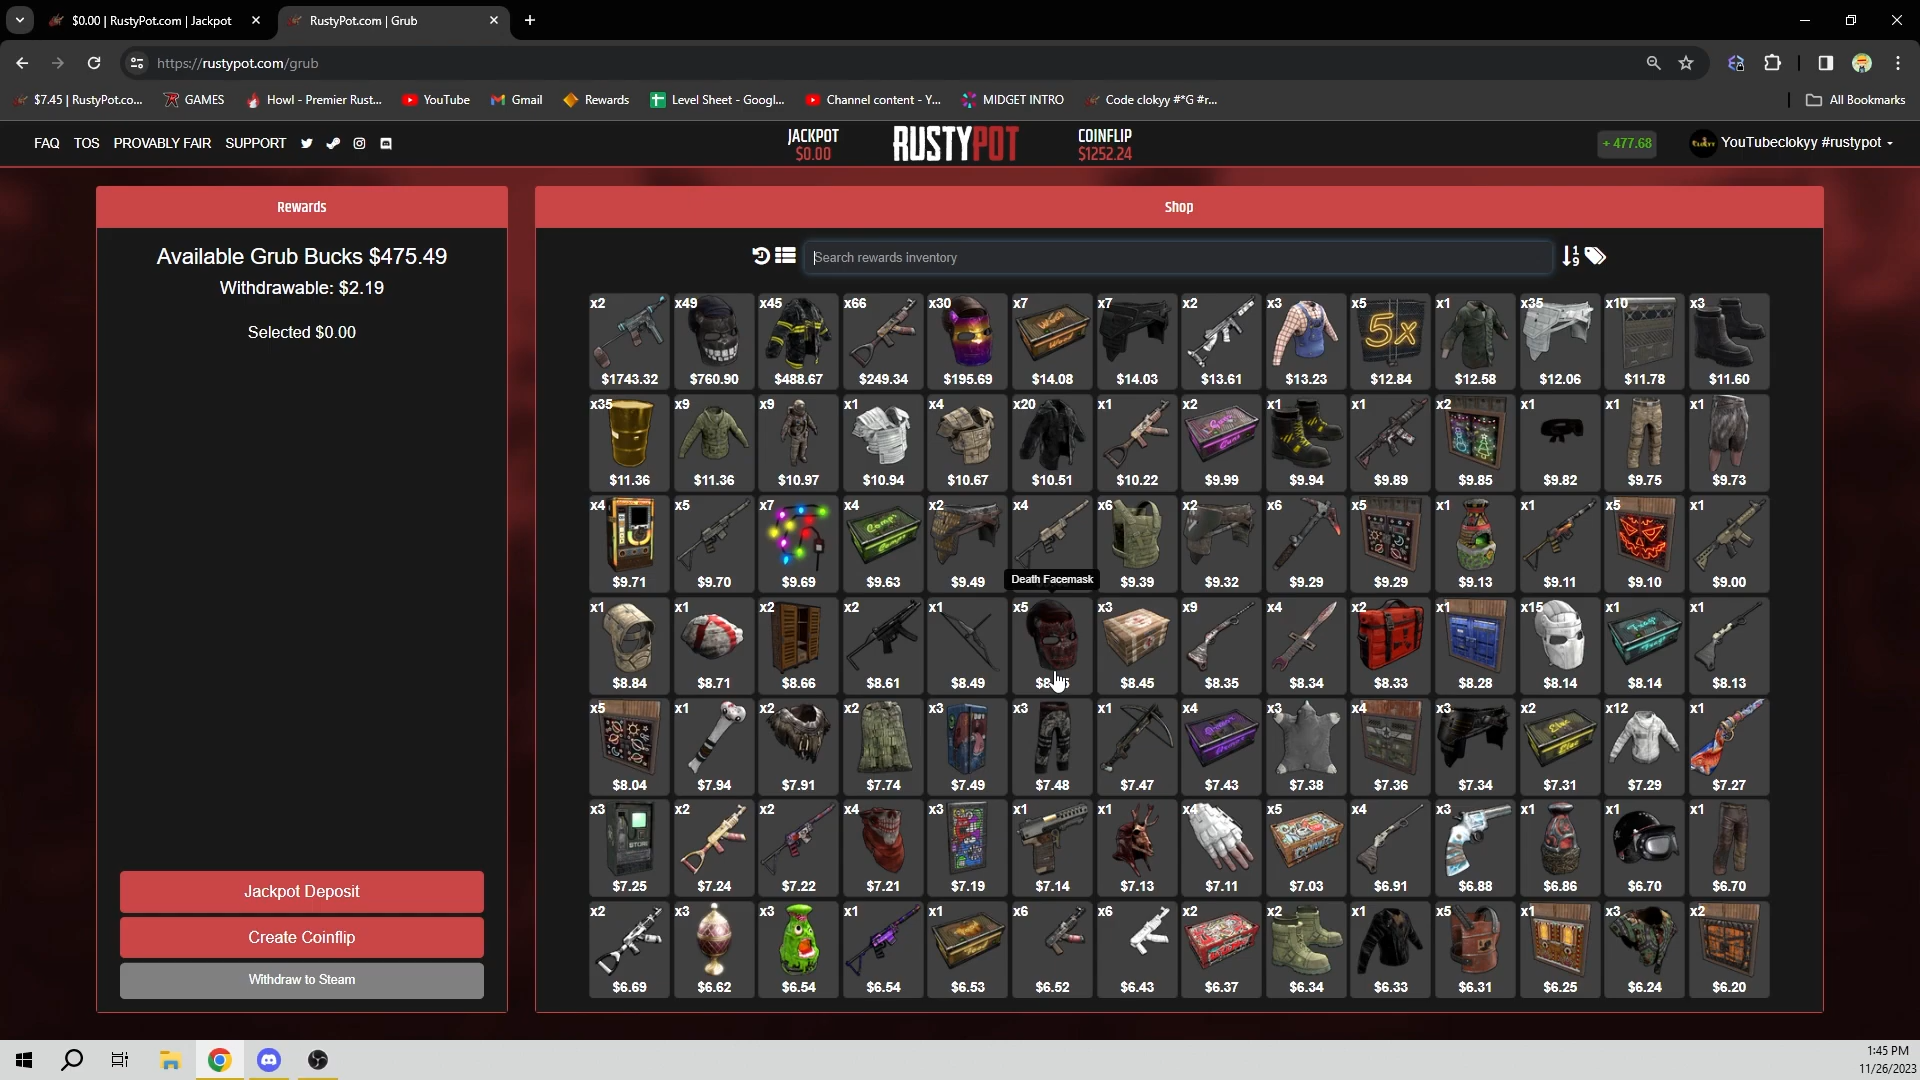 $0.00 | RustyPot.com | Jackpot
RustyPot.com | Grub
https://rustypot.com/grub
$7.45 | RustyPot.co...
GAMES
Howl - Premier Rust...
YouTube
Gmail
Rewards
Level Sheet - Googl...
Channel content - Y...
MIDGET INTRO
Code clokyy #*G #r...
All Bookmarks
FAQ
TOS
PROVABLY FAIR
SUPPORT
JACKPOT
$0.00
RUSTYPOT
COINFLIP
$1252.24
+ 477.68
YouTubeclokyy #rustypot
Rewards
Available Grub Bucks $475.49
Withdrawable: $2.19
Selected $0.00
Jackpot Deposit
Create Coinflip
Withdraw to Steam
Shop
Search rewards inventory
x2 x49 x45 x66 x30 x7 x7 x2 x3 x5 x1 x35 x10 x3
5x
$1743.32 $760.90 $488.67 $249.34 $195.69 $14.08 $14.03 $13.61 $13.23 $12.84 $12.58 $12.06 $11.78 $11.60
x35 x9 x9 x1 x4 x20 x1 x2 x1 x1 x2 x1 x1 x1
$11.36 $11.36 $10.97 $10.94 $10.67 $10.51 $10.22 $9.99 $9.94 $9.89 $9.85 $9.82 $9.75 $9.73
x4 x5 x7 x4 x2 x4 x6 x2 x6 x5 x1 x1 x5 x1
$9.71 $9.70 $9.69 $9.63 $9.49 $9.39 $9.32 $9.29 $9.29 $9.13 $9.11 $9.10 $9.00
Death Facemask
x1 x1 x2 x2 x1 x5 x3 x9 x4 x2 x1 x15 x1 x1
$8.84 $8.71 $8.66 $8.61 $8.49 $8.45 $8.35 $8.34 $8.33 $8.28 $8.14 $8.14 $8.13
x5 x1 x2 x2 x3 x3 x1 x4 x3 x4 x3 x2 x12 x1
$8.04 $7.94 $7.91 $7.74 $7.49 $7.48 $7.47 $7.43 $7.38 $7.36 $7.34 $7.31 $7.29 $7.27
x3 x2 x2 x4 x3 x1 x1 x4 x5 x4 x3 x1 x1 x1
$7.25 $7.24 $7.22 $7.21 $7.19 $7.14 $7.13 $7.11 $7.03 $6.91 $6.88 $6.86 $6.70 $6.70
x2 x3 x3 x1 x1 x6 x6 x2 x2 x1 x5 x1 x3 x2
$6.69 $6.62 $6.54 $6.54 $6.53 $6.52 $6.43 $6.37 $6.34 $6.33 $6.31 $6.25 $6.24 $6.20
1:45 PM
11/26/2023